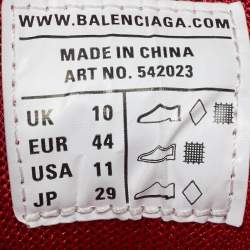 WWW.BALENCIAGA.COM
MADE IN CHINA
ART NO. 542023
UK 10
EUR 44
USA 11
JP 29